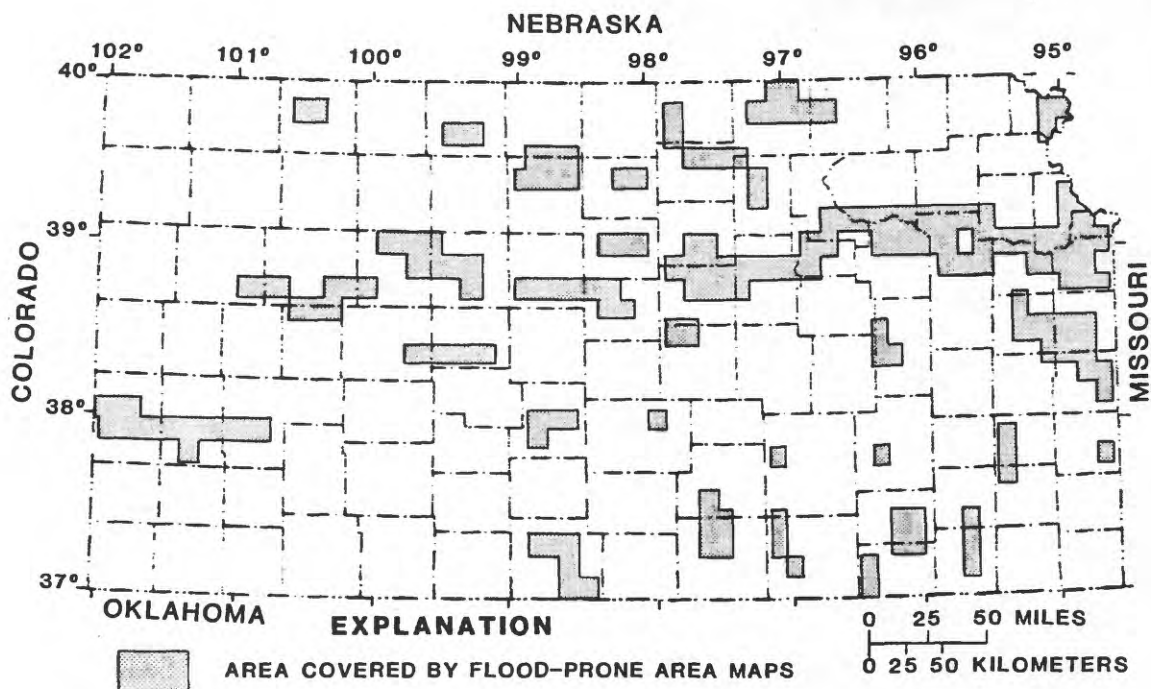 NEBRASKA
102° 101° 100° 99° 98° 97° 96° 95°
40°
39°
38°
37°
COLORADO
MISSOURI
OKLAHOMA
EXPLANATION
AREA COVERED BY FLOOD-PRONE AREA MAPS
0 25 50 MILES
0 25 50 KILOMETERS